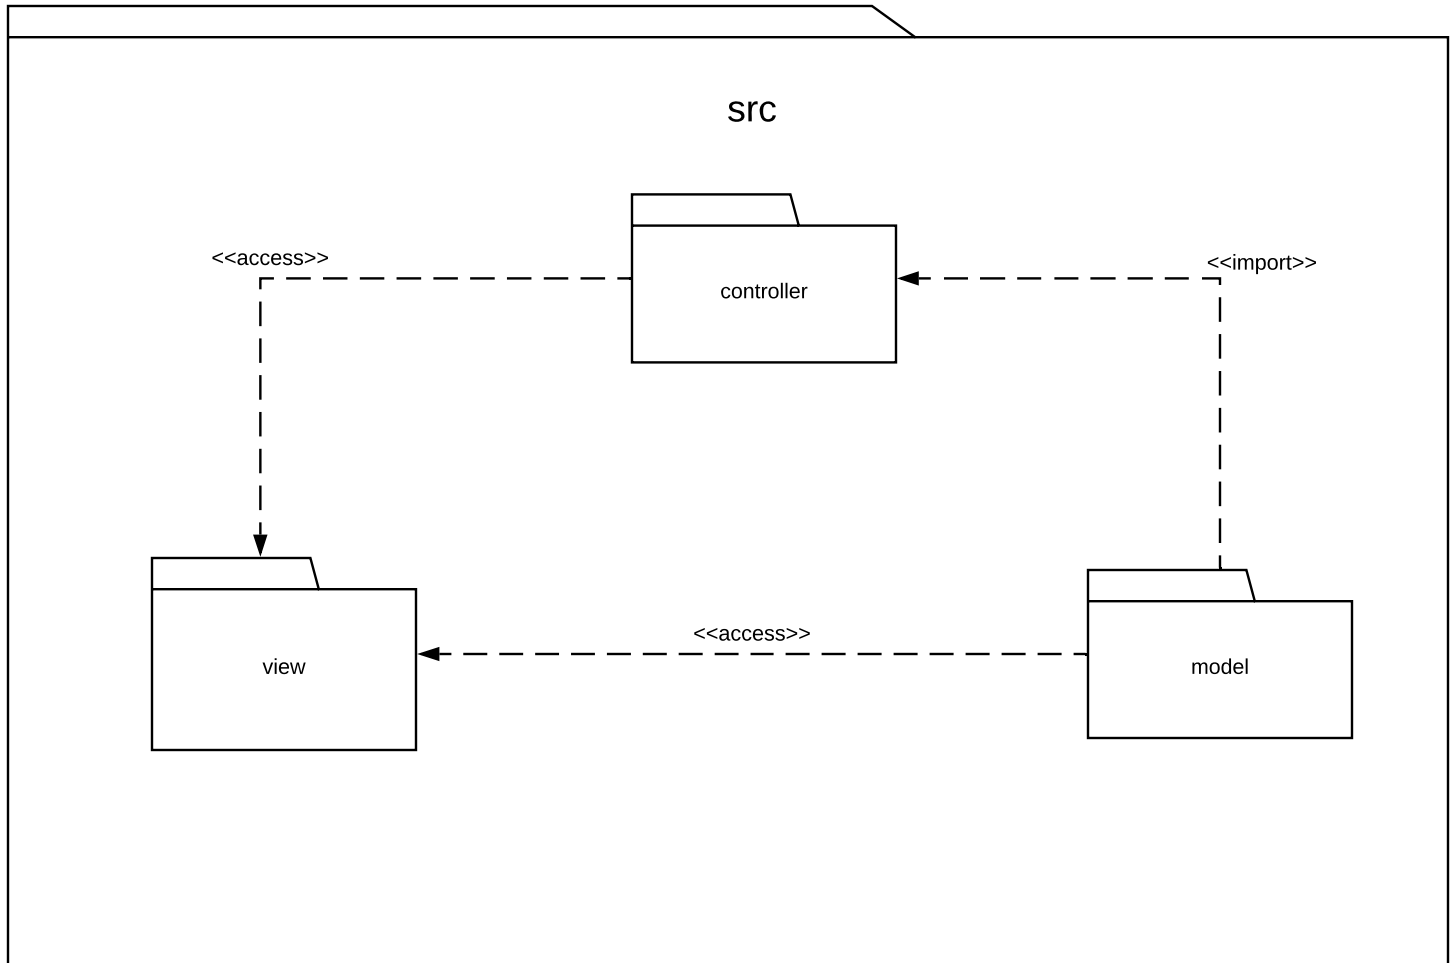 src
<<access>>
<<import>>
controller
<<access>>
view
model